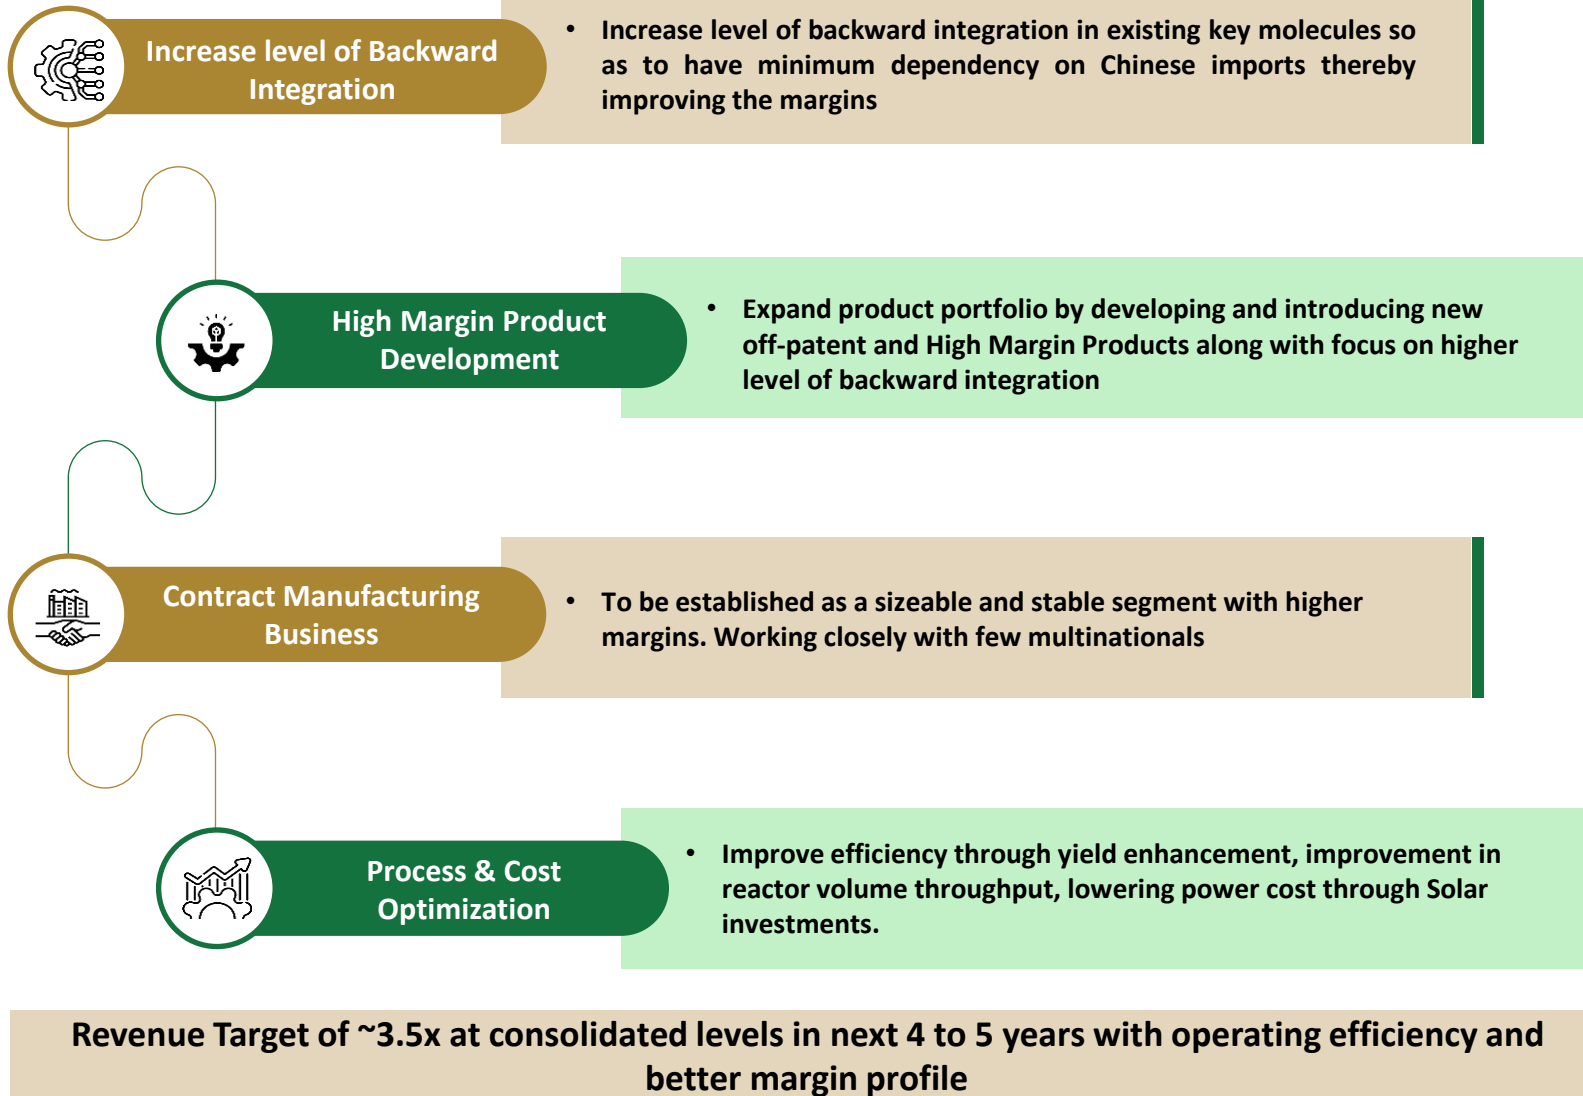 Increase level of Backward
Integration
• Increase level of backward integration in existing key molecules so
as to have minimum dependency on Chinese imports thereby
improving the margins
High Margin Product
Development
• Expand product portfolio by developing and introducing new
off-patent and High Margin Products along with focus on higher
level of backward integration
Contract Manufacturing
Business
• To be established as a sizeable and stable segment with higher
margins. Working closely with few multinationals
Process & Cost
Optimization
• Improve efficiency through yield enhancement, improvement in
reactor volume throughput, lowering power cost through Solar
investments.
Revenue Target of ~3.5x at consolidated levels in next 4 to 5 years with operating efficiency and
better margin profile